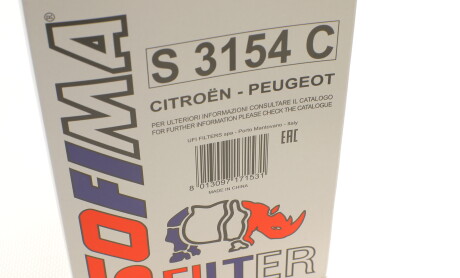 SOFIMA®
S 3154 C
CITROËN - PEUGEOT
PER ULTERIORI INFORMAZIONI CONSULTARE IL CATALOGO
FOR FURTHER INFORMATION PLEASE CHECK THE CATALOGUE
UFI FILTERS spa - Porto Mantovano - Italy
EAC
8 013097 171531
MADE IN CHINA
FILTER